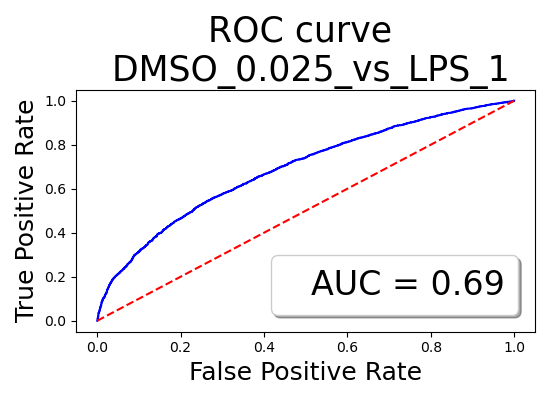 ROC curve
DMSO_0.025_vs_LPS_1
True Positive Rate
1.0
0.8
0.6
0.4
0.2
0.0
AUC = 0.69
0.0 0.2 0.4 0.6 0.8 1.0
False Positive Rate